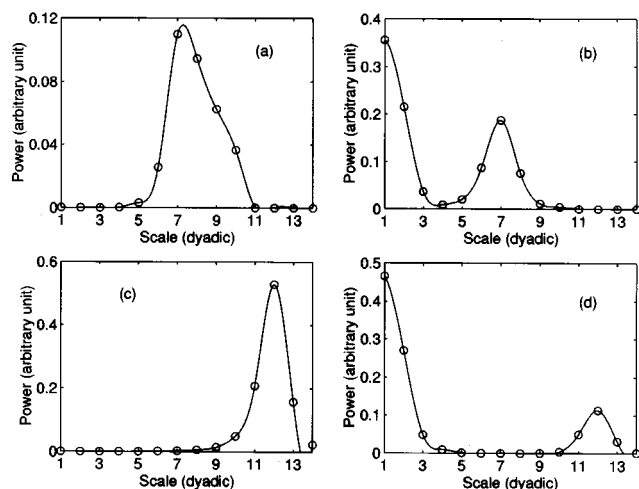 0.12
0.08
0.04
0
Power (arbitrary unit)
(a)
1 3 5 7 9 11 13
Scale (dyadic)
0.4
0.3
0.2
0.1
0
Power (arbitrary unit)
(b)
1 3 5 7 9 11 13
Scale (dyadic)
0.6
0.4
0.2
0
Power (arbitrary unit)
(c)
1 3 5 7 9 11 13
Scale (dyadic)
0.5
0.4
0.3
0.2
0.1
0
Power (arbitrary unit)
(d)
1 3 5 7 9 11 13
Scale (dyadic)